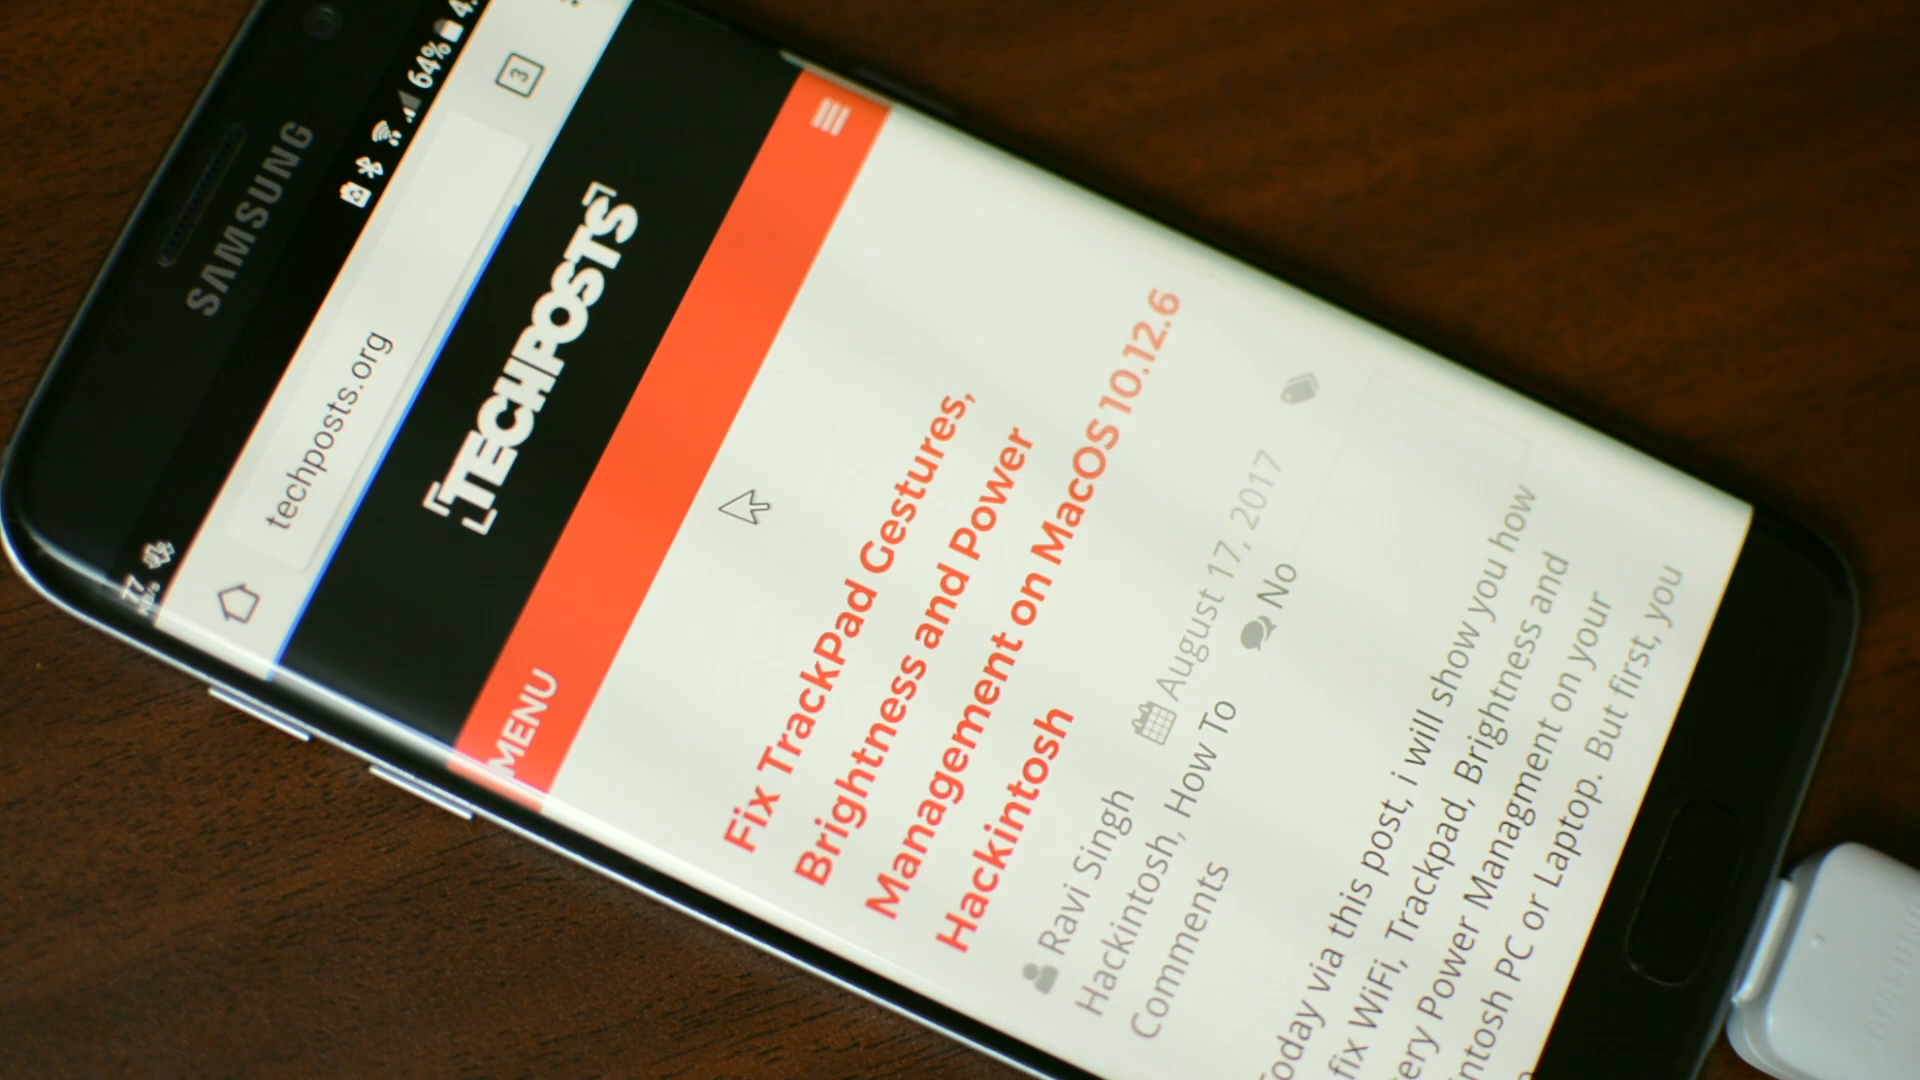 SAMSUNG
77
64%
techposts.org
3
TECHPOSTS
MENU
Fix TrackPad Gestures,
Brightness and Power
Management on MacOS 10.12.6
Hackintosh
Ravi Singh August 17, 2017
Hackintosh, How To No
Comments
Today via this post, i will show you how
fix WiFi, Trackpad, Brightness and
ery Power Managment on your
intosh PC or Laptop. But first, you